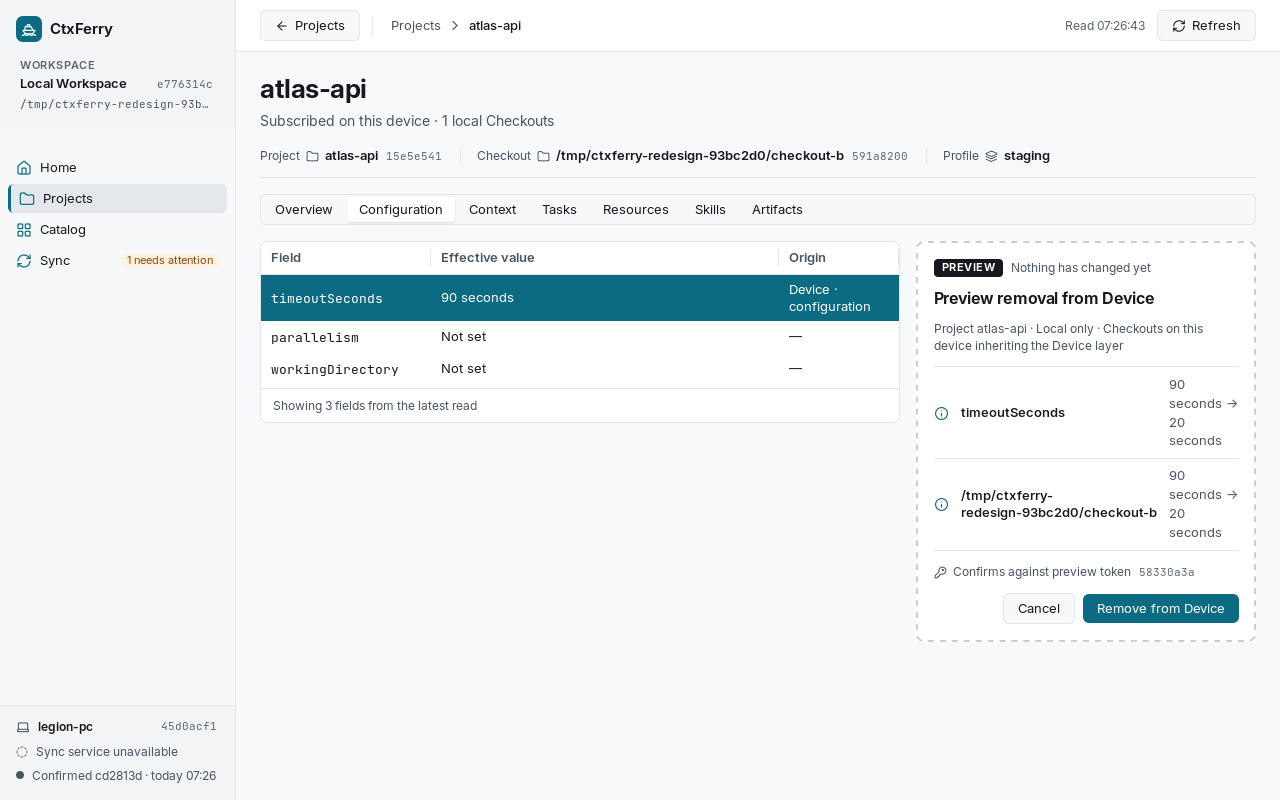 CtxFerry
WORKSPACE
Local Workspace e776314c
/tmp/ctxferry-redesign-93b…
Home
Projects
Catalog
Sync 1 needs attention
legion-pc 45d0acf1
Sync service unavailable
Confirmed cd2813d · today 07:26
Projects
Projects atlas-api
Read 07:26:43
Refresh
atlas-api
Subscribed on this device · 1 local Checkouts
Project atlas-api 15e5e541 Checkout /tmp/ctxferry-redesign-93bc2d0/checkout-b 591a8200 Profile staging
Overview Configuration Context Tasks Resources Skills Artifacts
Field Effective value Origin
timeoutSeconds 90 seconds Device ·
configuration
parallelism Not set —
workingDirectory Not set —
Showing 3 fields from the latest read
PREVIEW Nothing has changed yet
Preview removal from Device
Project atlas-api · Local only · Checkouts on this
device inheriting the Device layer
timeoutSeconds
90
seconds →
20
seconds
/tmp/ctxferry-
redesign-93bc2d0/checkout-b
90
seconds →
20
seconds
Confirms against preview token 58330a3a
Cancel Remove from Device